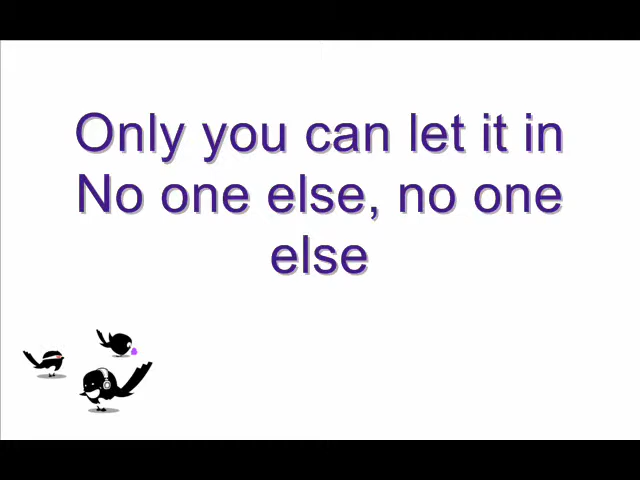 Only you can let it in
No one else, no one
else